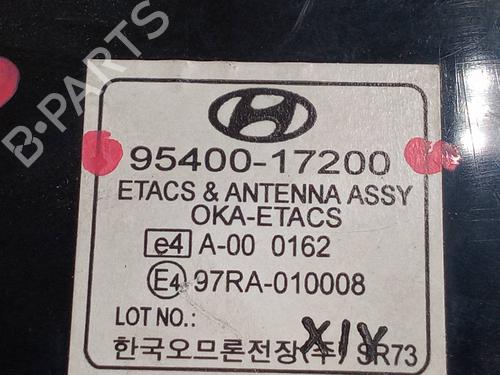 B·PARTS
95400-17200
ETACS & ANTENNA ASSY
OKA-ETACS
e4 A-00 0162
E4 97RA-010008
LOT NO.: XIY
한국오므론전장(주) SR73